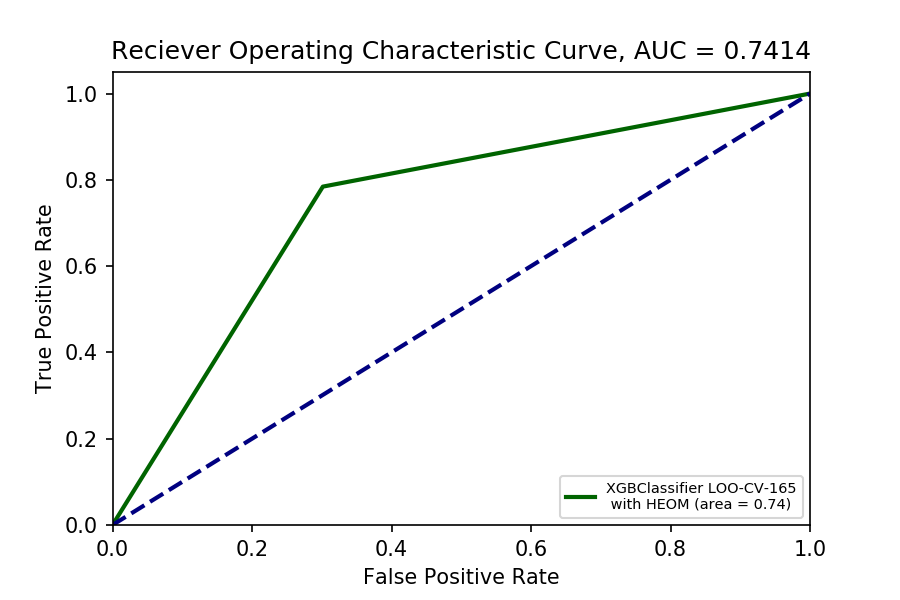 Reciever Operating Characteristic Curve, AUC = 0.7414
True Positive Rate
1.0
0.8
0.6
0.4
0.2
0.0
0.0
0.2
0.4
0.6
0.8
1.0
False Positive Rate
XGBClassifier LOO-CV-165
with HEOM (area = 0.74)